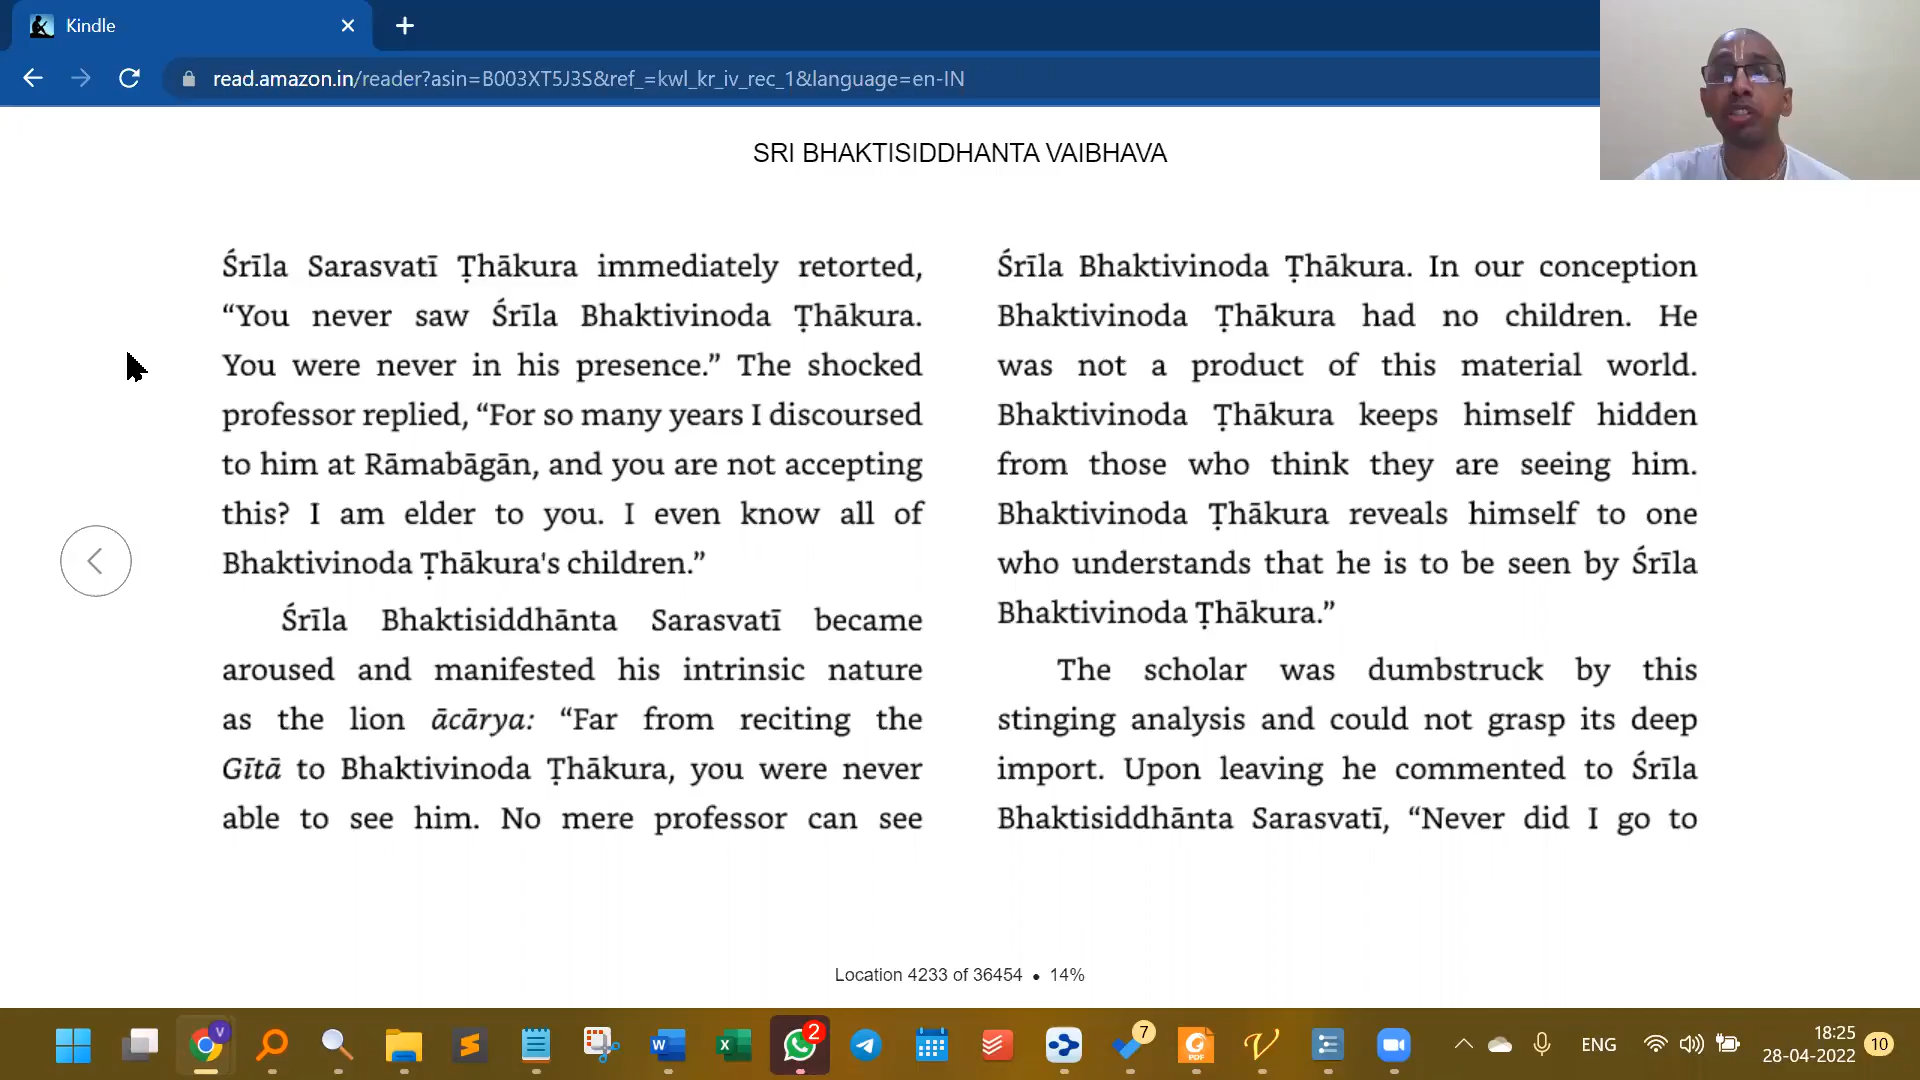 Kindle
read.amazon.in/reader?asin=B003XT5J3S&ref_=kwl_kr_iv_rec_1&language=en-IN
SRI BHAKTISIDDHANTA VAIBHAVA
Śrīla Sarasvatī Ṭhākura immediately retorted,
“You never saw Śrīla Bhaktivinoda Ṭhākura.
You were never in his presence.” The shocked
professor replied, “For so many years I discoursed
to him at Rāmabāgān, and you are not accepting
this? I am elder to you. I even know all of
Bhaktivinoda Ṭhākura's children.”
Śrīla Bhaktisiddhānta Sarasvatī became
aroused and manifested his intrinsic nature
as the lion ācārya: “Far from reciting the
Gītā to Bhaktivinoda Ṭhākura, you were never
able to see him. No mere professor can see
Śrīla Bhaktivinoda Ṭhākura. In our conception
Bhaktivinoda Ṭhākura had no children. He
was not a product of this material world.
Bhaktivinoda Ṭhākura keeps himself hidden
from those who think they are seeing him.
Bhaktivinoda Ṭhākura reveals himself to one
who understands that he is to be seen by Śrīla
Bhaktivinoda Ṭhākura.”
The scholar was dumbstruck by this
stinging analysis and could not grasp its deep
import. Upon leaving he commented to Śrīla
Bhaktisiddhānta Sarasvatī, “Never did I go to
Location 4233 of 36454 • 14%
V
W
X
2
7
PDF
ENG
18:25
28-04-2022
10